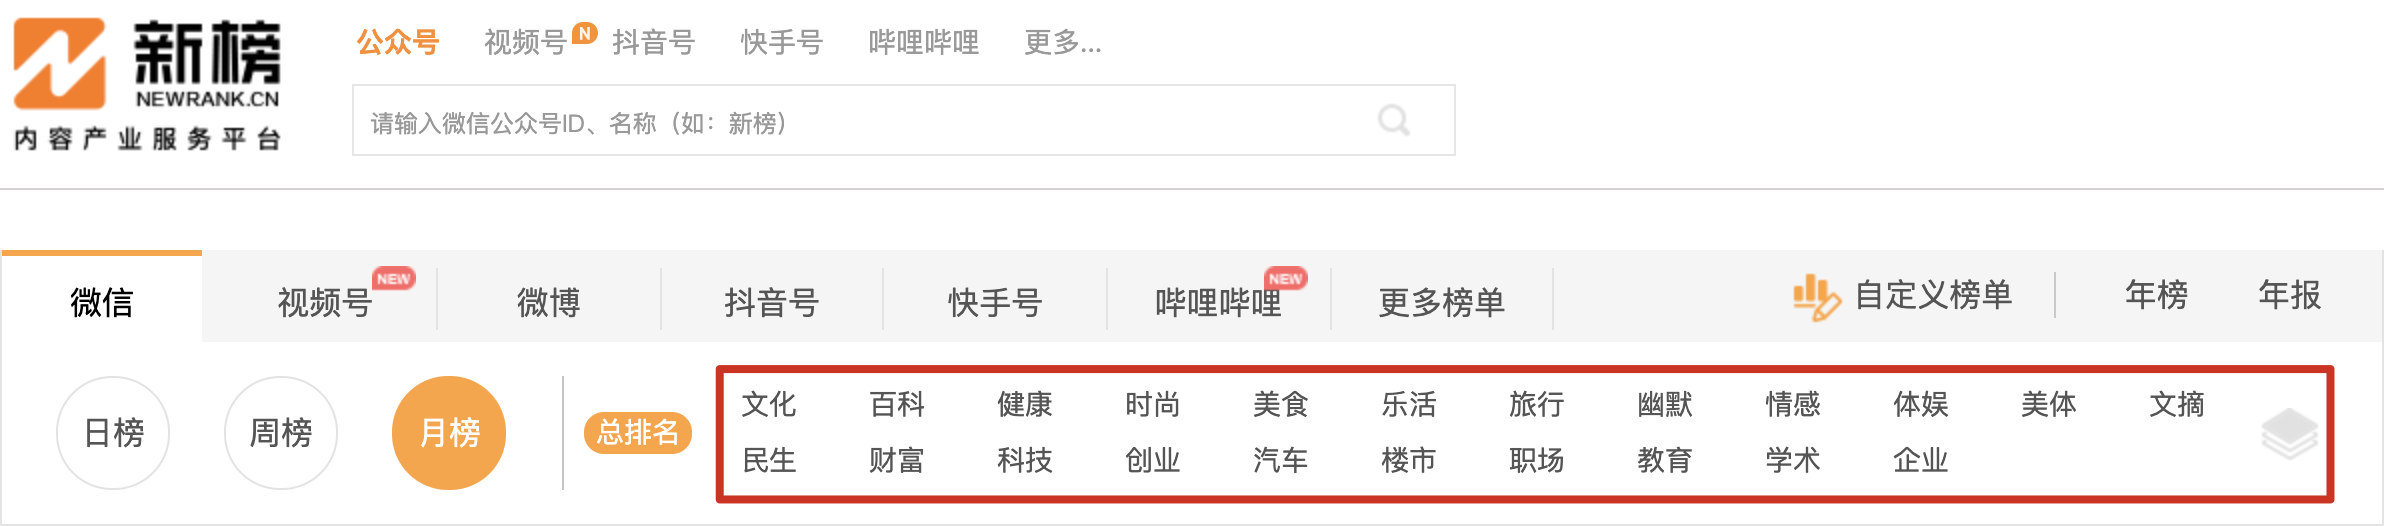 新榜
NEWRANK.CN
内容产业服务平台
公众号 视频号 N 抖音号 快手号 哔哩哔哩 更多...
请输入微信公众号ID、名称（如：新榜）
微信 视频号 NEW 微博 抖音号 快手号 哔哩哔哩 NEW 更多榜单 自定义榜单 年榜 年报
日榜 周榜 月榜 总排名
文化 百科 健康 时尚 美食 乐活 旅行 幽默 情感 体娱 美体 文摘
民生 财富 科技 创业 汽车 楼市 职场 教育 学术 企业